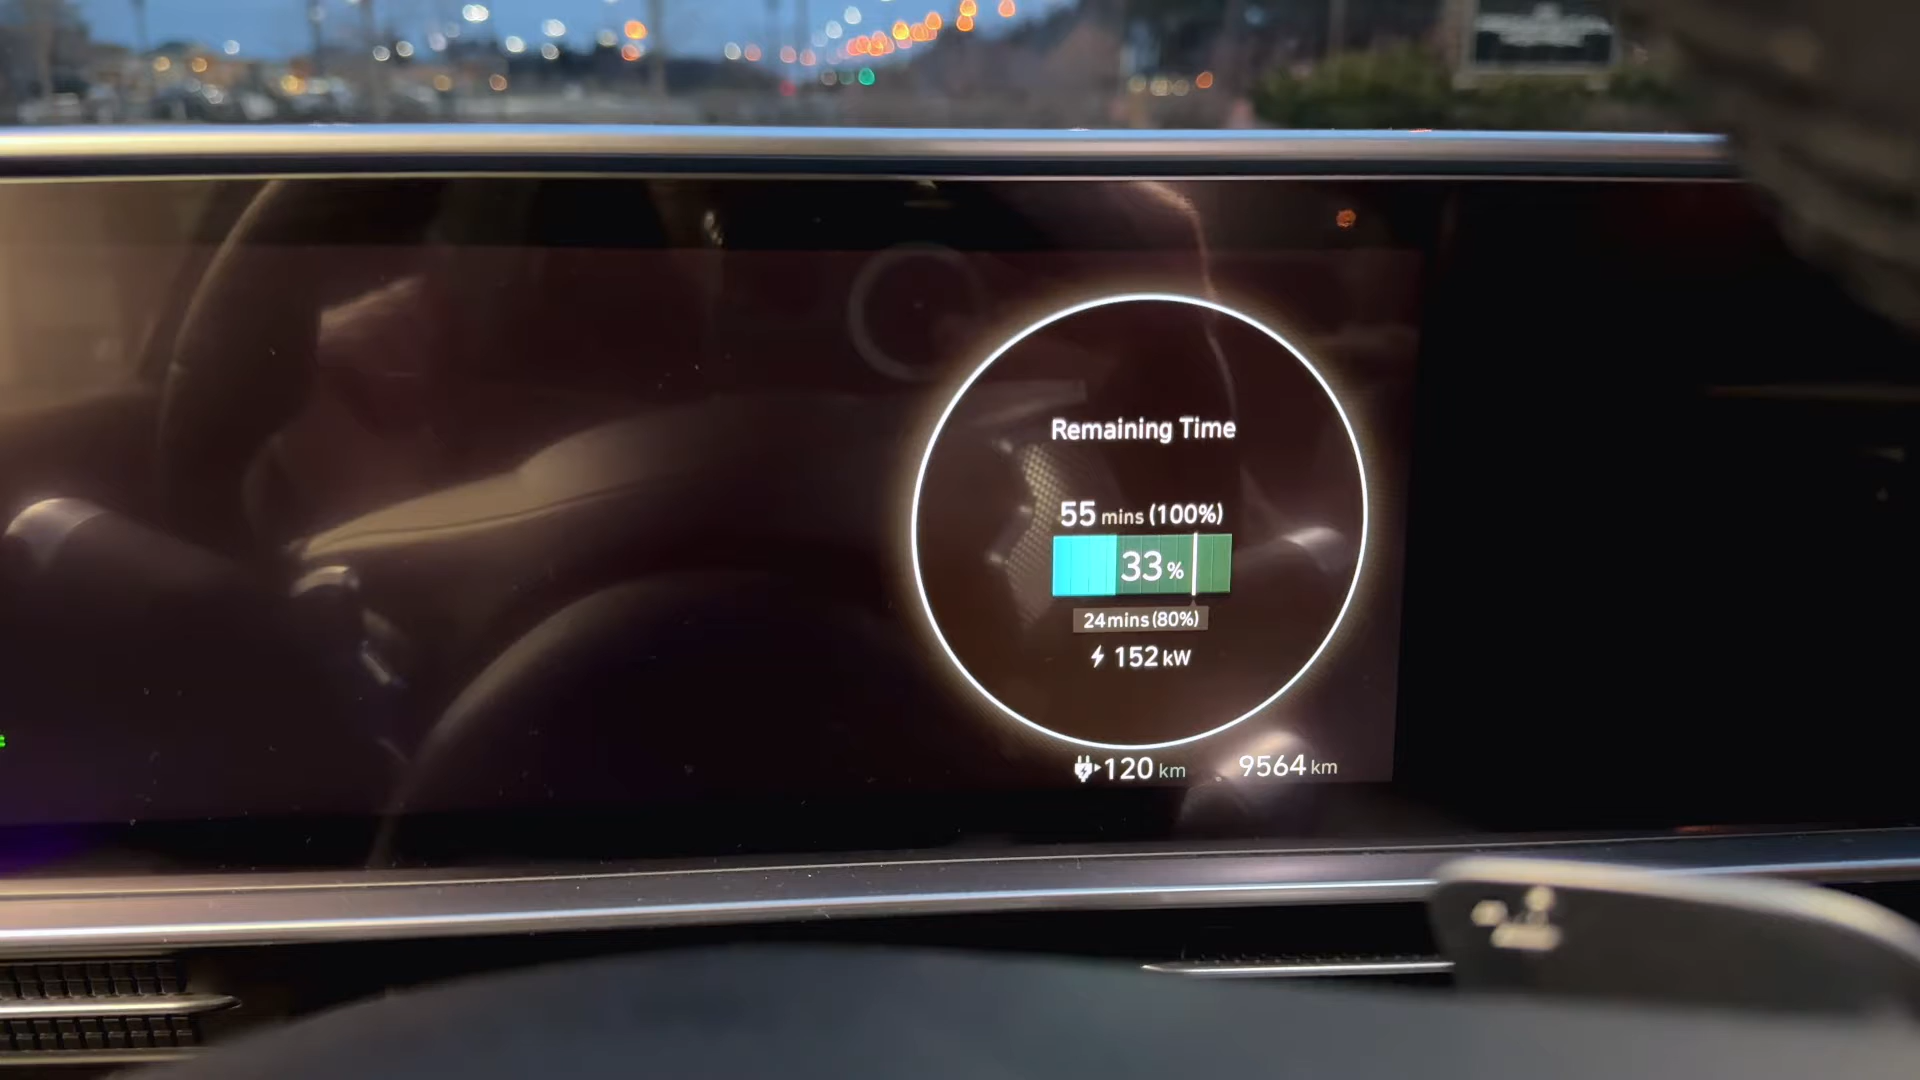 Remaining Time
55 mins (100%)
33 %
24mins (80%)
152 kW
120 km
9564 km